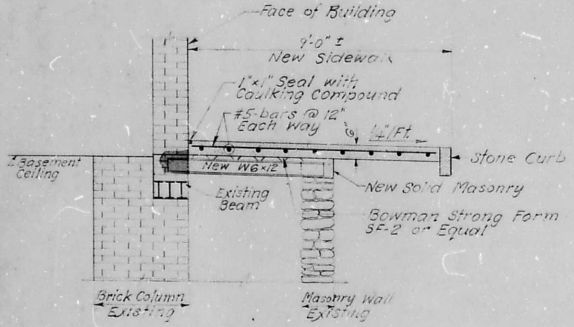 Face of Building
9'-0" ±
New Sidewalk
1"x1" Seal with
Caulking Compound
#5-bars @ 12"
Each Way
6"
1/4"/Ft.
Basement
Ceiling
New W6x12
Stone Curb
New Solid Masonry
Existing
Beam
Bowman Strong Form
SF-2 or Equal
Brick Column
Existing
Masonry Wall
Existing